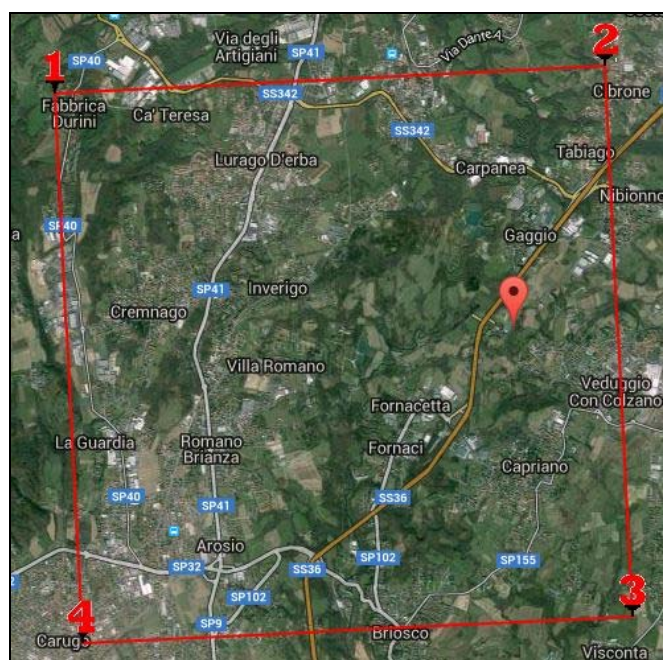 Via degli
Artigiani
SP41
Via Dante A.
2
SP40
1
Fabbrica
Durini
Ca' Teresa
SS342
Cibrone
SS342
Lurago D'erba
Carpanea
Tabiago
Nibionno
SP40
a
Gaggio
SP41
Inverigo
Cremnago
Villa Romano
Veduggio
Con Colzano
Fornacetta
La Guardia
Romano
Brianza
Fornaci
Capriano
SP40
SP41
SS36
Arosio
SP32
SS36
SP102
SP155
2
SP102
3
4
SP9
Carugo
Briosco
Visconta